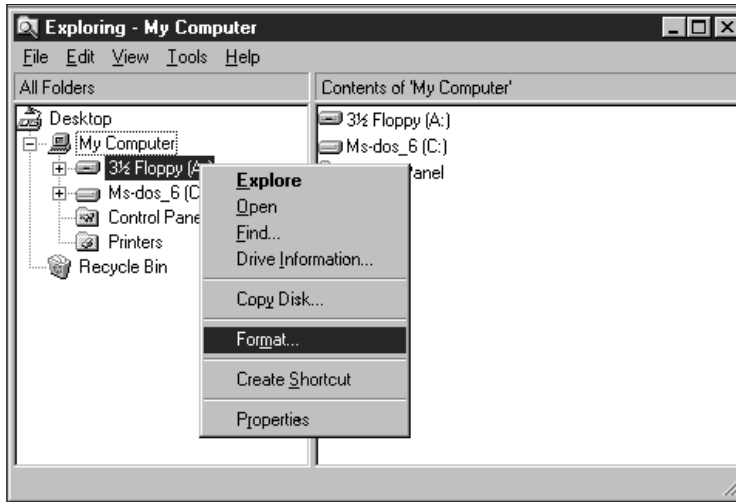 Exploring - My Computer
File Edit View Tools Help
All Folders
Contents of 'My Computer'
Desktop
My Computer
3½ Floppy (A:)
Ms-dos_6 (C
Control Pane
Printers
Recycle Bin
3½ Floppy (A:)
Ms-dos_6 (C:)
anel
Explore
Open
Find...
Drive Information...
Copy Disk...
Format...
Create Shortcut
Properties